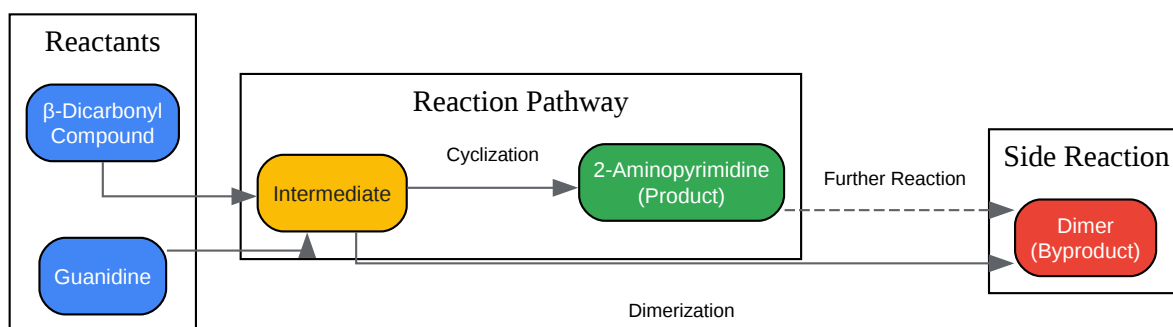 Reactants
β-Dicarbonyl
Compound
Guanidine
Reaction Pathway
Intermediate
Cyclization
2-Aminopyrimidine
(Product)
Further Reaction
Side Reaction
Dimer
(Byproduct)
Dimerization